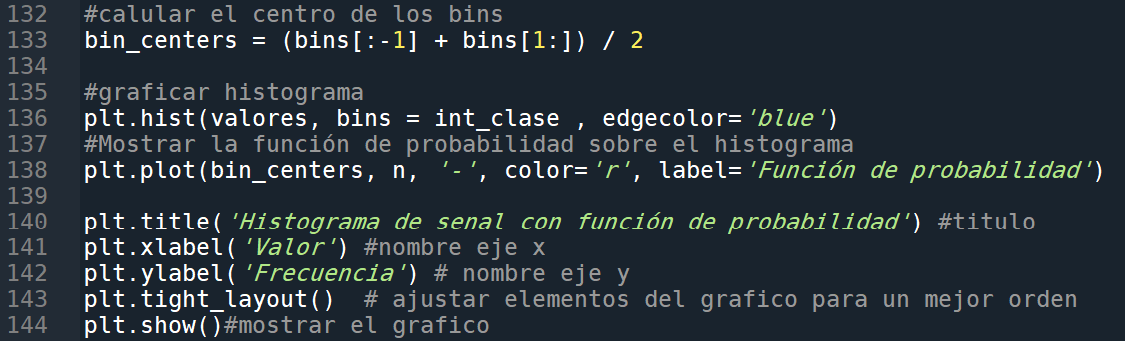 132 #calular el centro de los bins
133 bin_centers = (bins[:-1] + bins[1:]) / 2
134
135 #graficar histograma
136 plt.hist(valores, bins = int_clase , edgecolor='blue')
137 #Mostrar la función de probabilidad sobre el histograma
138 plt.plot(bin_centers, n, '-', color='r', label='Función de probabilidad')
139
140 plt.title('Histograma de senal con función de probabilidad') #titulo
141 plt.xlabel('Valor') #nombre eje x
142 plt.ylabel('Frecuencia') # nombre eje y
143 plt.tight_layout()  # ajustar elementos del grafico para un mejor orden
144 plt.show()#mostrar el grafico